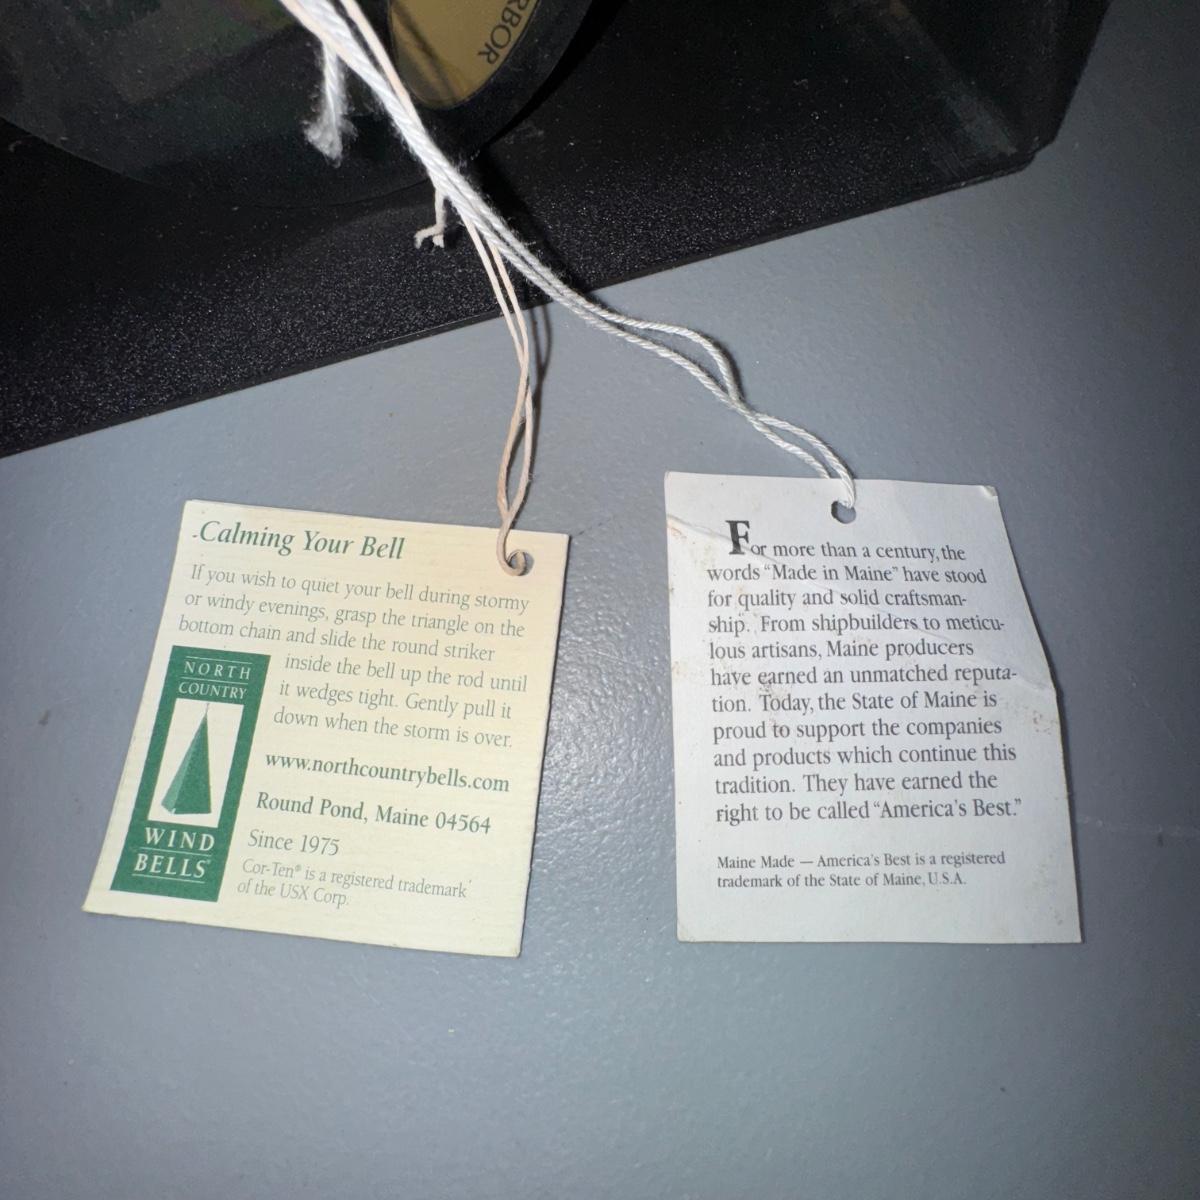 RBOR
Calming Your Bell
If you wish to quiet your bell during stormy
or windy evenings, grasp the triangle on the
bottom chain and slide the round striker
inside the bell up the rod until
it wedges tight. Gently pull it
down when the storm is over.
NORTH
COUNTRY
WIND
BELLS®
www.northcountrybells.com
Round Pond, Maine 04564
Since 1975
Cor-Ten® is a registered trademark
of the USX Corp.
For more than a century, the
words “Made in Maine” have stood
for quality and solid craftsman-
ship. From shipbuilders to meticu-
lous artisans, Maine producers
have earned an unmatched reputa-
tion. Today, the State of Maine is
proud to support the companies
and products which continue this
tradition. They have earned the
right to be called “America's Best.”
Maine Made — America's Best is a registered
trademark of the State of Maine, U.S.A.